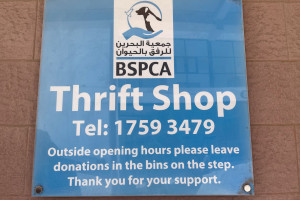 جمعية البحرين
للرفق بالحيوان
BSPCA
Thrift Shop
Tel: 1759 3479
Outside opening hours please leave
donations in the bins on the step.
Thank you for your support.